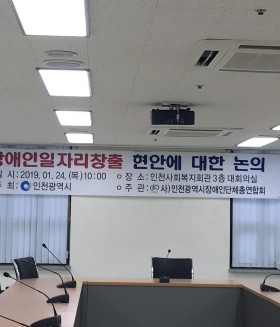 장애인일자리창출 현안에 대한 논의
일 시 : 2019. 01. 24. (목) 10:00 ○ 장 소 : 인천사회복지회관 3층 대회의실
주 최 : 인천광역시 ○ 주 관 : 사)인천광역시장애인단체총연합회